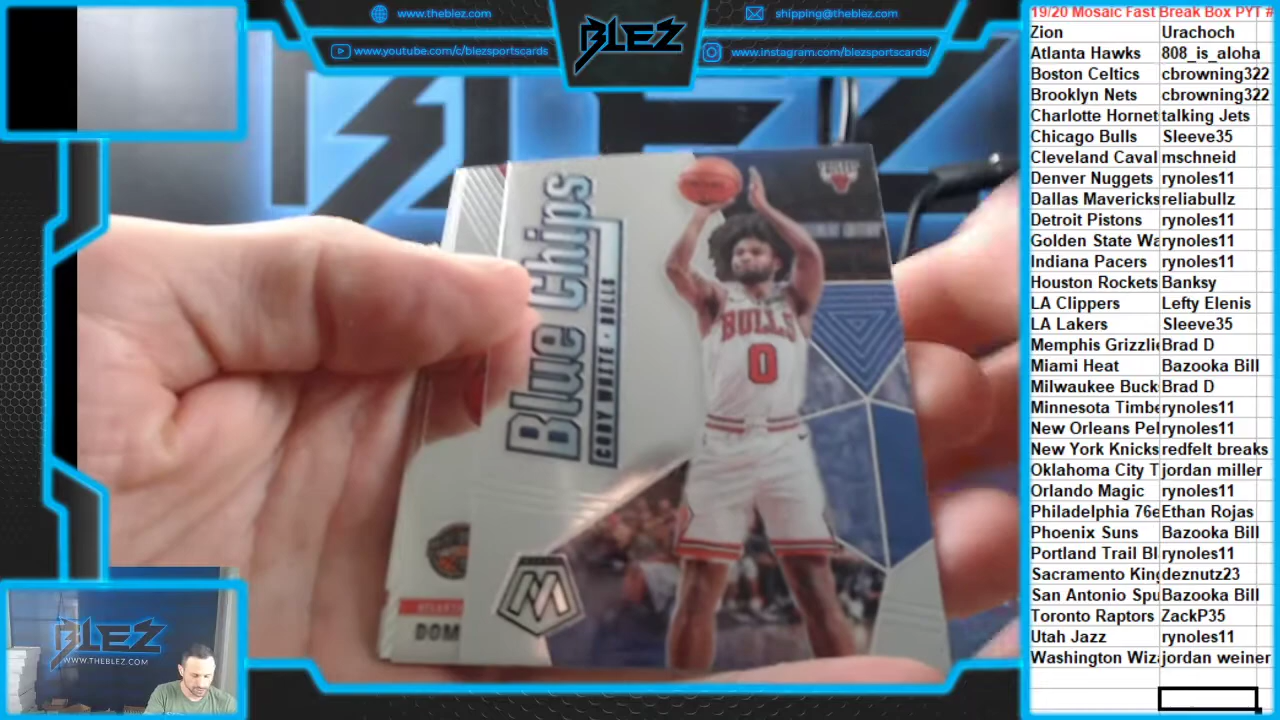 www.theblez.com
www.youtube.com/c/blezsportscards
BLEZ
shipping@theblez.com
www.instagram.com/blezsportscards/
19/20 Mosaic Fast Break Box PYT #
Zion Urachoch
Atlanta Hawks 808_is_aloha
Boston Celtics cbrowning322
Brooklyn Nets cbrowning322
Charlotte Hornet talking Jets
Chicago Bulls Sleeve35
Cleveland Caval mschneid
Denver Nuggets rynoles11
Dallas Mavericks reliabullz
Detroit Pistons rynoles11
Golden State Wa rynoles11
Indiana Pacers rynoles11
Houston Rockets Banksy
LA Clippers Lefty Elenis
LA Lakers Sleeve35
Memphis Grizzlie Brad D
Miami Heat Bazooka Bill
Milwaukee Buck Brad D
Minnesota Timbe rynoles11
New Orleans Pel rynoles11
New York Knicks redfelt breaks
Oklahoma City T jordan miller
Orlando Magic rynoles11
Philadelphia 76e Ethan Rojas
Phoenix Suns Bazooka Bill
Portland Trail Bl rynoles11
Sacramento King deznutz23
San Antonio Spu Bazooka Bill
Toronto Raptors ZackP35
Utah Jazz rynoles11
Washington Wiza jordan weiner
Blue Chips
COBY WHITE · BULLS
BULLS
0
M
ATLANTA
DOM
BLEZ
WWW.THEBLEZ.COM